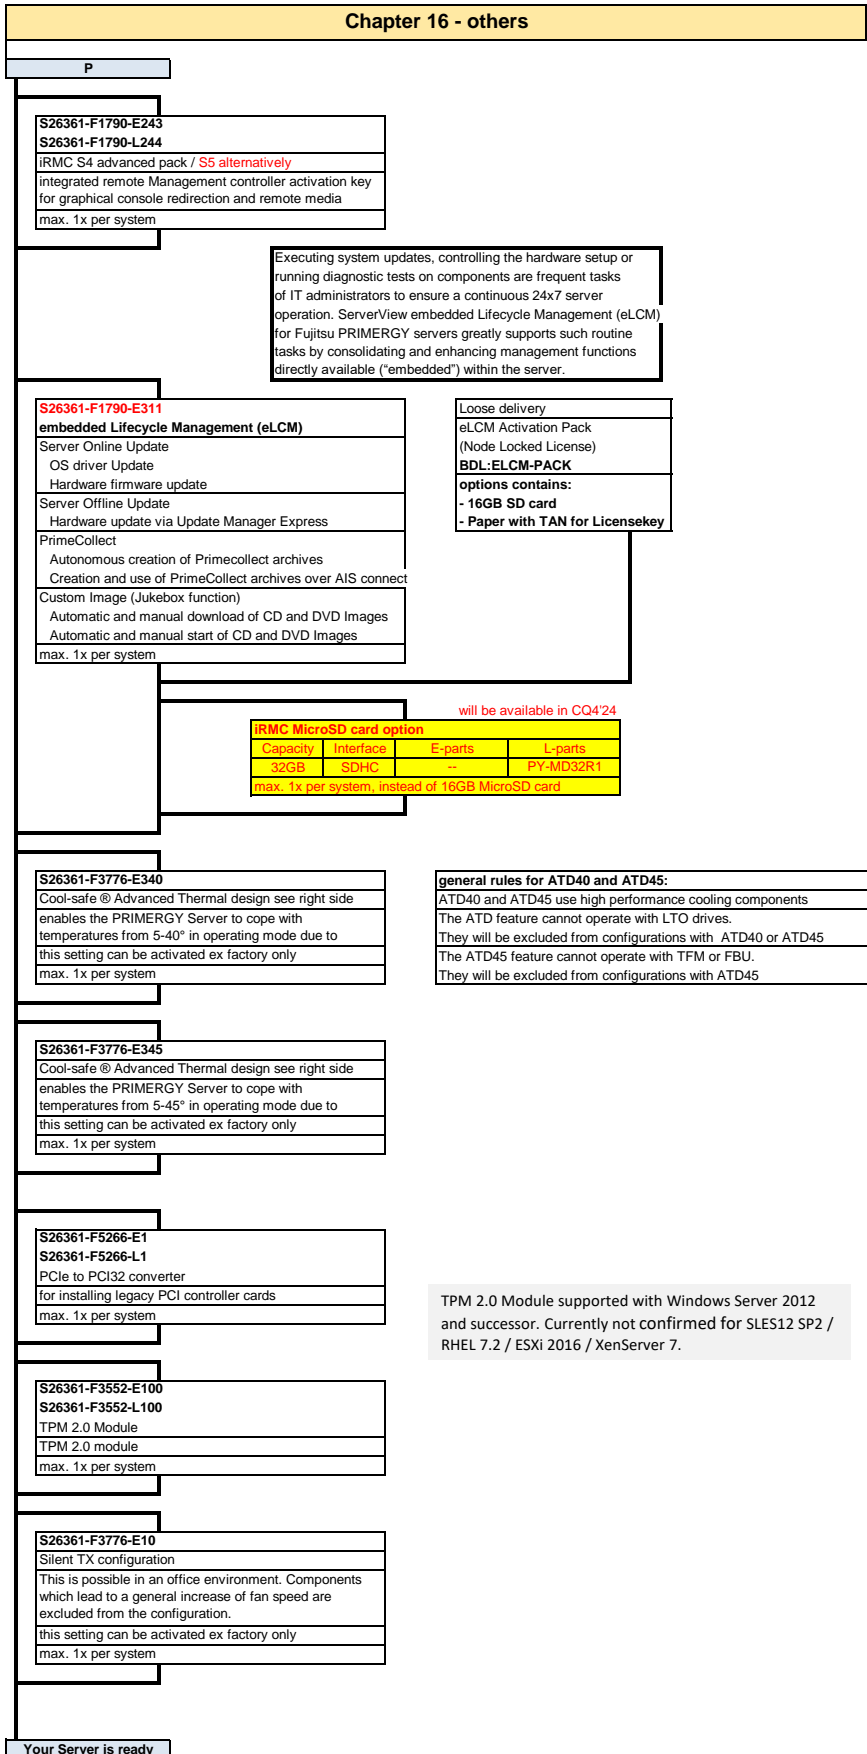 Chapter 16 - others
P
S26361-F1790-E243
S26361-F1790-L244
iRMC S4 advanced pack / S5 alternatively
integrated remote Management controller activation key
for graphical console redirection and remote media
max. 1x per system
Executing system updates, controlling the hardware setup or
running diagnostic tests on components are frequent tasks
of IT administrators to ensure a continuous 24x7 server
operation. ServerView embedded Lifecycle Management (eLCM)
for Fujitsu PRIMERGY servers greatly supports such routine
tasks by consolidating and enhancing management functions
directly available (“embedded”) within the server.
S26361-F1790-E311
embedded Lifecycle Management (eLCM)
Server Online Update
OS driver Update
Hardware firmware update
Server Offline Update
Hardware update via Update Manager Express
PrimeCollect
Autonomous creation of Primecollect archives
Creation and use of PrimeCollect archives over AIS connect
Custom Image (Jukebox function)
Automatic and manual download of CD and DVD Images
Automatic and manual start of CD and DVD Images
max. 1x per system
Loose delivery
eLCM Activation Pack
(Node Locked License)
BDL:ELCM-PACK
options contains:
- 16GB SD card
- Paper with TAN for Licensekey
will be available in CQ4'24
iRMC MicroSD card option
Capacity Interface E-parts L-parts
32GB SDHC -- PY-MD32R1
max. 1x per system, instead of 16GB MicroSD card
S26361-F3776-E340
Cool-safe ® Advanced Thermal design see right side
enables the PRIMERGY Server to cope with
temperatures from 5-40° in operating mode due to
this setting can be activated ex factory only
max. 1x per system
general rules for ATD40 and ATD45:
ATD40 and ATD45 use high performance cooling components
The ATD feature cannot operate with LTO drives.
They will be excluded from configurations with ATD40 or ATD45
The ATD45 feature cannot operate with TFM or FBU.
They will be excluded from configurations with ATD45
S26361-F3776-E345
Cool-safe ® Advanced Thermal design see right side
enables the PRIMERGY Server to cope with
temperatures from 5-45° in operating mode due to
this setting can be activated ex factory only
max. 1x per system
S26361-F5266-E1
S26361-F5266-L1
PCIe to PCI32 converter
for installing legacy PCI controller cards
max. 1x per system
TPM 2.0 Module supported with Windows Server 2012
and successor. Currently not confirmed for SLES12 SP2 /
RHEL 7.2 / ESXi 2016 / XenServer 7.
S26361-F3552-E100
S26361-F3552-L100
TPM 2.0 Module
TPM 2.0 module
max. 1x per system
S26361-F3776-E10
Silent TX configuration
This is possible in an office environment. Components
which lead to a general increase of fan speed are
excluded from the configuration.
this setting can be activated ex factory only
max. 1x per system
Your Server is ready